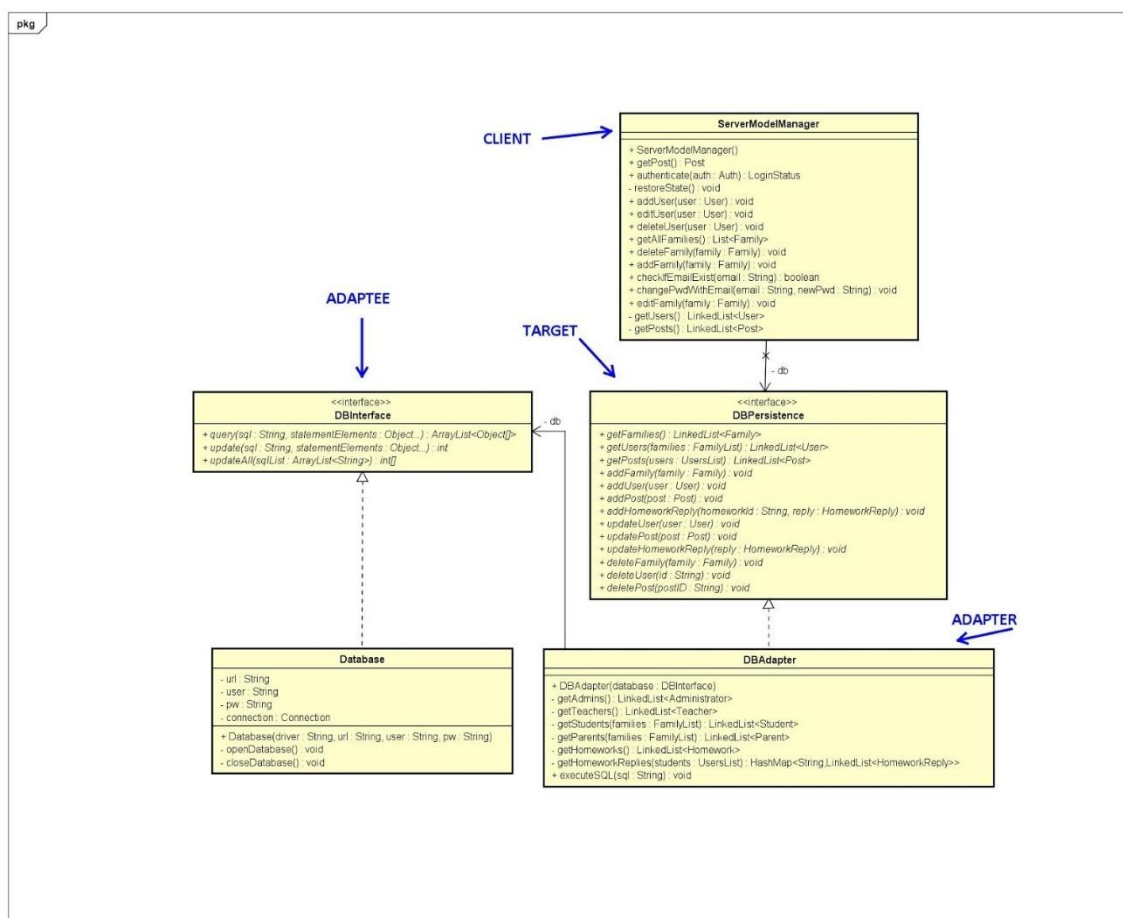 pkg
CLIENT
ServerModelManager
+ ServerModelManager()
+ getPost() : Post
+ authenticate(auth : Auth) : LoginStatus
- restoreState() : void
+ addUser(user : User) : void
+ editUser(user : User) : void
+ deleteUser(user : User) : void
+ getAllFamilies() : List<Family>
+ deleteFamily(family : Family) : void
+ addFamily(family : Family) : void
+ checkIfEmailExist(email : String) : boolean
+ changePwdWithEmail(email : String, newPwd : String) : void
+ editFamily(family : Family) : void
- getUsers() : LinkedList<User>
- getPosts() : LinkedList<Post>
ADAPTEE
TARGET
- db
<<interface>>
DBInterface
+ query(sql : String, statementElements : Object...) : ArrayList<Object[]>
+ update(sql : String, statementElements : Object...) : int
+ updateAll(sqlList : ArrayList<String>) : int[]
- db
<<interface>>
DBPersistence
+ getFamilies() : LinkedList<Family>
+ getUsers(families : FamilyList) : LinkedList<User>
+ getPosts(users : UsersList) : LinkedList<Post>
+ addFamily(family : Family) : void
+ addUser(user : User) : void
+ addPost(post : Post) : void
+ addHomeworkReply(homeworkId : String, reply : HomeworkReply) : void
+ updateUser(user : User) : void
+ updatePost(post : Post) : void
+ updateHomeworkReply(reply : HomeworkReply) : void
+ deleteFamily(family : Family) : void
+ deleteUser(id : String) : void
+ deletePost(postID : String) : void
ADAPTER
Database
- url : String
- user : String
- pw : String
- connection : Connection
+ Database(driver : String, url : String, user : String, pw : String)
- openDatabase() : void
- closeDatabase() : void
DBAdapter
+ DBAdapter(database : DBInterface)
- getAdmins() : LinkedList<Administrator>
- getTeachers() : LinkedList<Teacher>
- getStudents(families : FamilyList) : LinkedList<Student>
- getParents(families : FamilyList) : LinkedList<Parent>
- getHomeworks() : LinkedList<Homework>
- getHomeworkReplies(students : UsersList) : HashMap<String,LinkedList<HomeworkReply>>
+ executeSQL(sql : String) : void